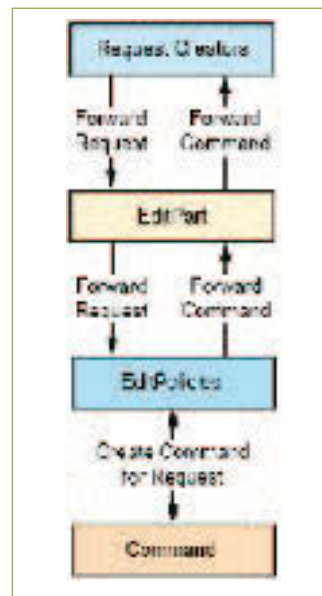 Request Creators
Forward
Request
Forward
Command
EditPart
Forward
Request
Forward
Command
EditPolicies
Create Command
for Request
Command